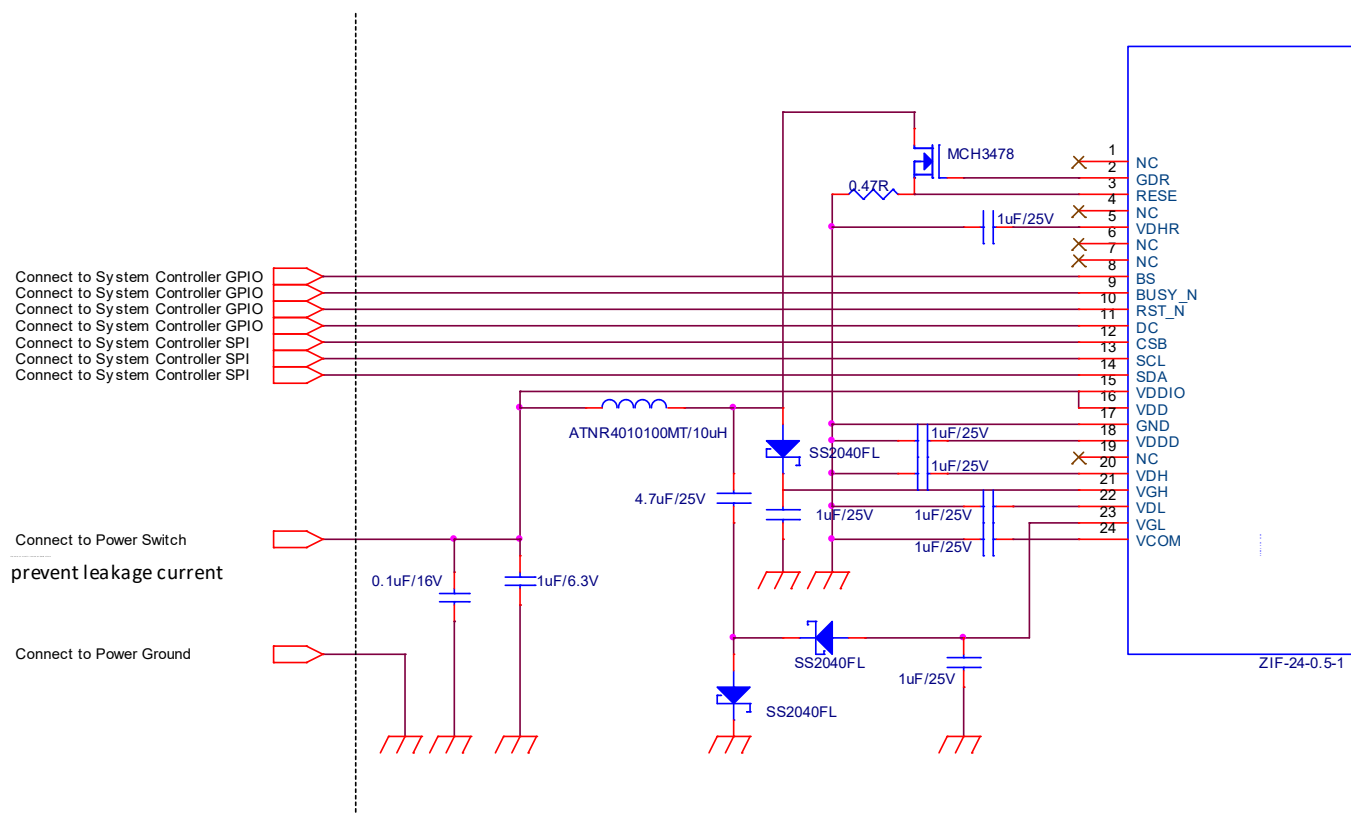 1
NC
MCH3478
2
GDR
0.47R
3
RESE
4
NC
1uF/25V
5
VDHR
6
NC
7
NC
Connect to System Controller GPIO
8
BS
Connect to System Controller GPIO
9
BUSY_N
Connect to System Controller GPIO
10
RST_N
Connect to System Controller GPIO
11
DC
Connect to System Controller SPI
12
CSB
Connect to System Controller SPI
13
SCL
Connect to System Controller SPI
14
SDA
15
VDDIO
16
VDD
ATNR4010100MT/10uH
17
GND
1uF/25V
18
VDDD
SS2040FL
19
NC
1uF/25V
20
VDH
21
VGH
4.7uF/25V
22
VDL
1uF/25V
1uF/25V
23
VGL
Connect to Power Switch
24
VCOM
1uF/25V
prevent leakage current
0.1uF/16V
1uF/6.3V
Connect to Power Ground
SS2040FL
ZIF-24-0.5-1
1uF/25V
SS2040FL